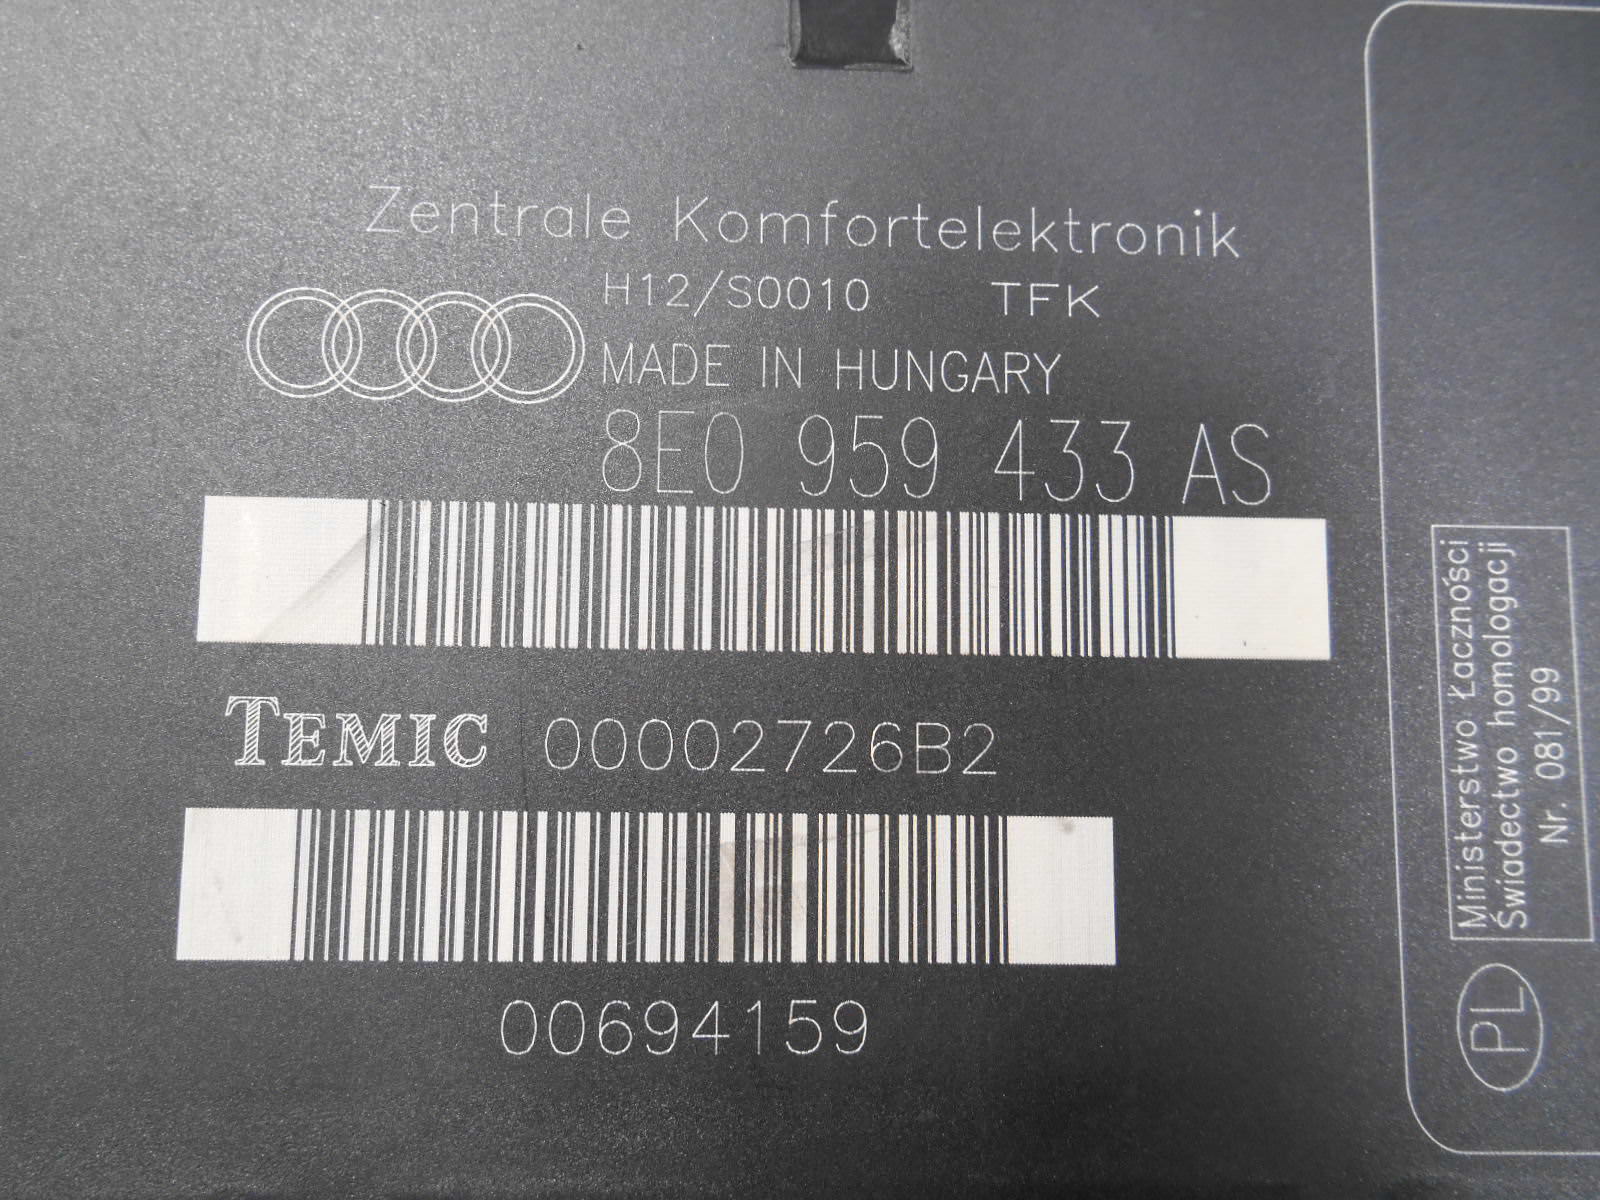 Zentrale Komfortelektronik
H12/S0010 TFK
MADE IN HUNGARY
8E0 959 433 AS
TEMIC 00002726B2
00694159
Ministerstwo Łączności
Świadectwo homologacji
Nr. 081/99
PL